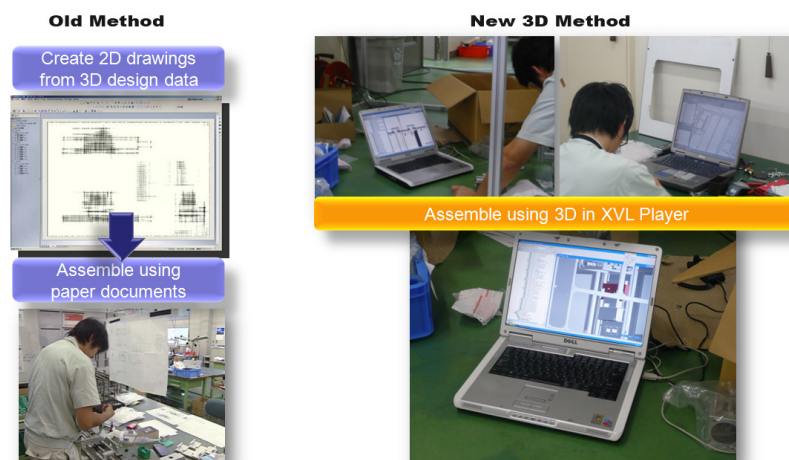 Old Method
New 3D Method
Create 2D drawings
from 3D design data
Assemble using 3D in XVL Player
Assemble using
paper documents
DELL